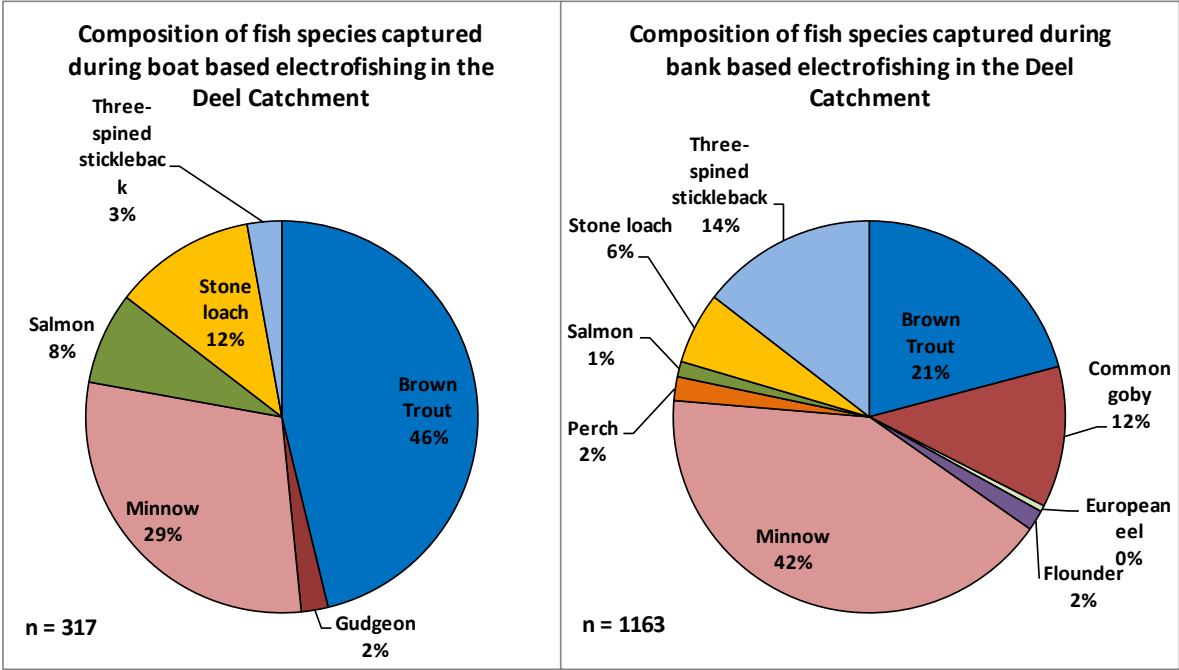 Composition of fish species captured
during boat based electrofishing in the
Deel Catchment
Three-
spined
sticklebac
k
3%
Stone
loach
12%
Salmon
8%
Brown
Trout
46%
Minnow
29%
Gudgeon
2%
n = 317
Composition of fish species captured during
bank based electrofishing in the Deel
Catchment
Three-
spined
stickleback
14%
Stone loach
6%
Salmon
1%
Perch
2%
Brown
Trout
21%
Common
goby
12%
European
eel
0%
Flounder
2%
Minnow
42%
n = 1163